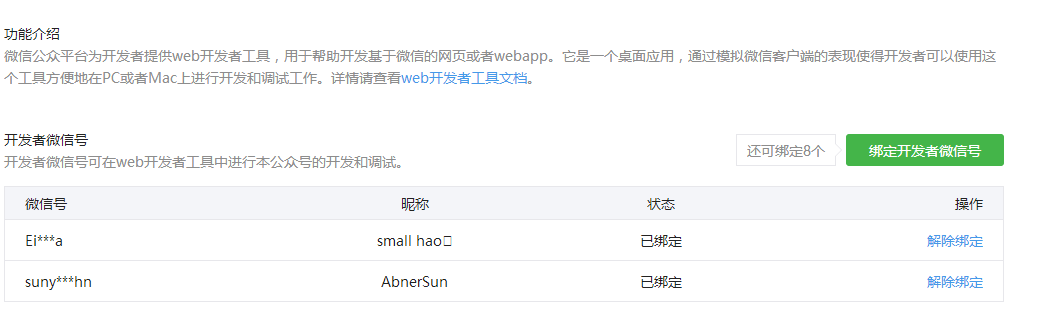 功能介绍
微信公众平台为开发者提供web开发者工具，用于帮助开发基于微信的网页或者webapp。它是一个桌面应用，通过模拟微信客户端的表现使得开发者可以使用这
个工具方便地在PC或者Mac上进行开发和调试工作。详情请查看web开发者工具文档。
开发者微信号
开发者微信号可在web开发者工具中进行本公众号的开发和调试。
还可绑定8个 绑定开发者微信号
微信号 昵称 状态 操作
Ei***a small hao 已绑定 解除绑定
suny***hn AbnerSun 已绑定 解除绑定